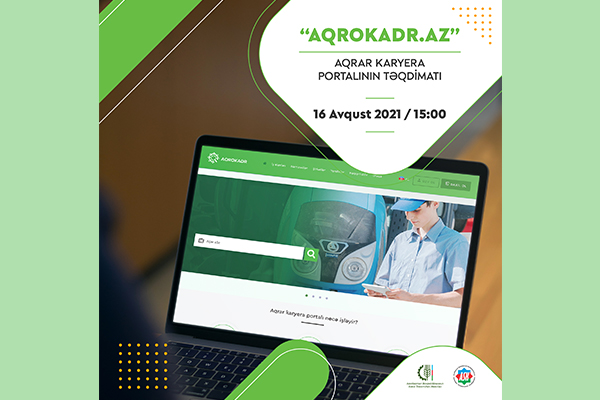 “AQROKADR.AZ”
AQRAR KARYERA
PORTALININ TƏQDİMATI
16 Avqust 2021 / 15:00
AQROKADR
Aqrar karyera portalı necə işləyir?